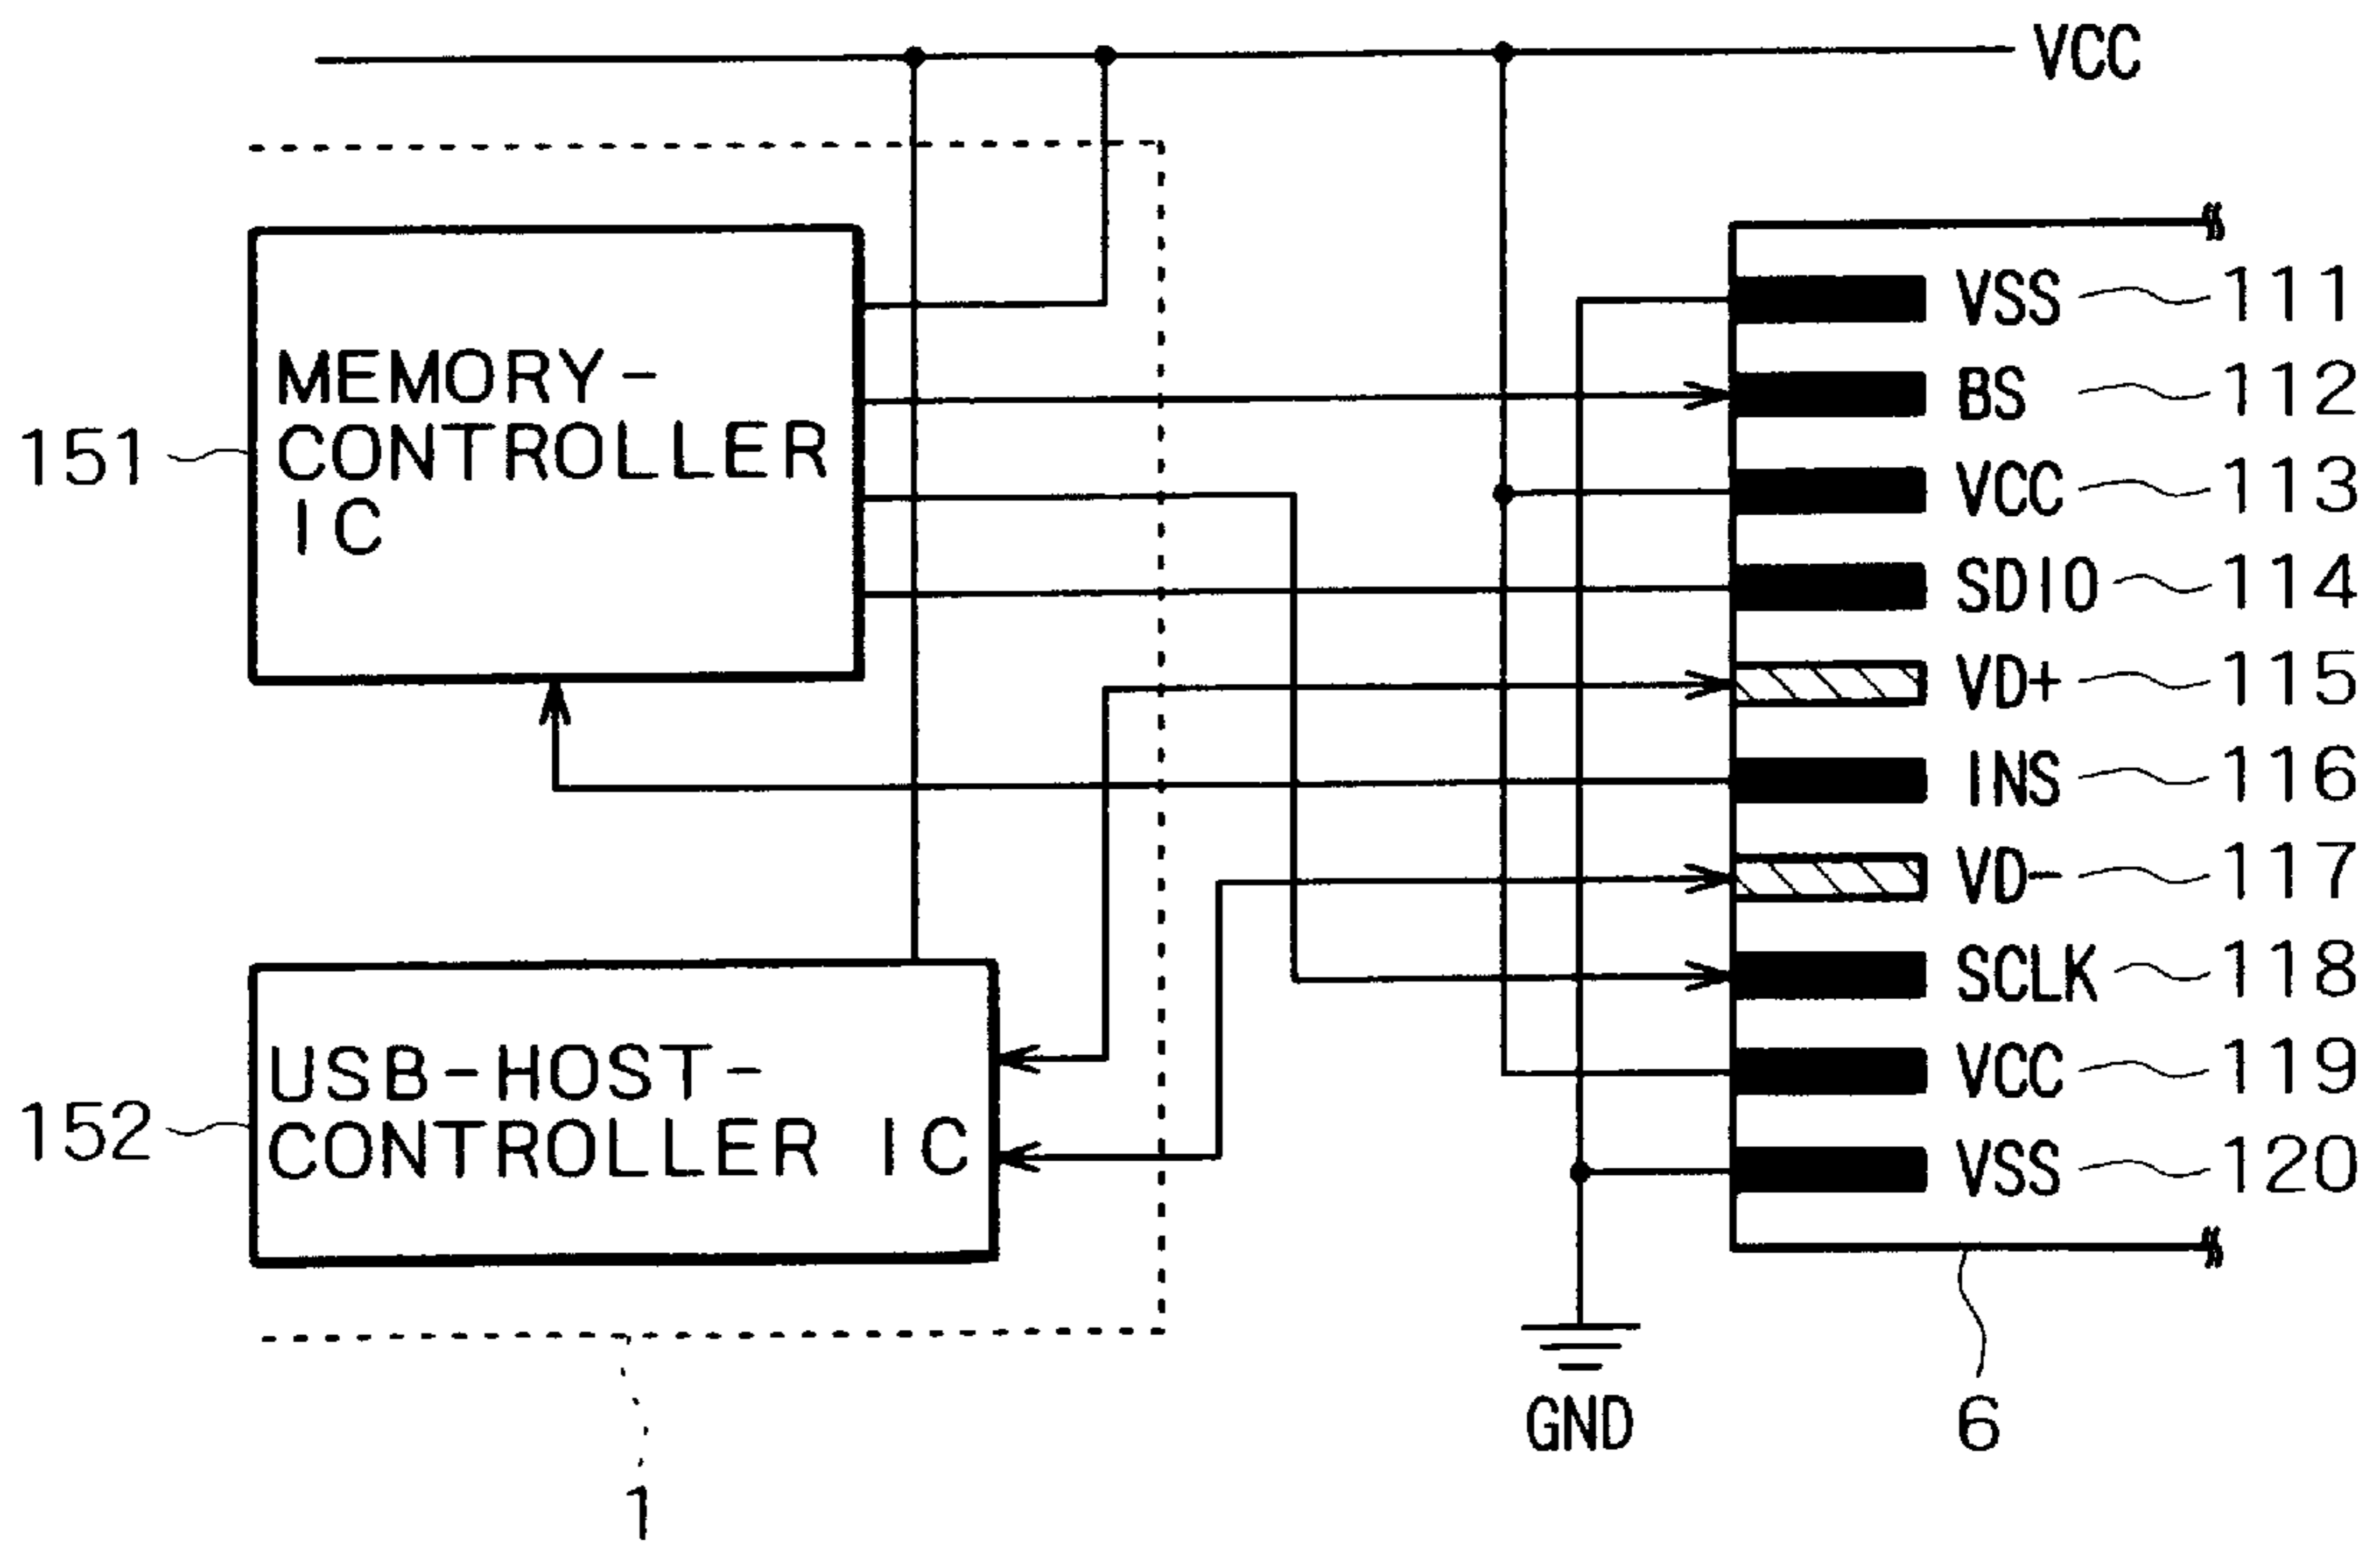 VCC
MEMORY-
CONTROLLER
IC
151
USB-HOST-
CONTROLLER IC
152
1
VSS 111
BS 112
VCC 113
SDIO 114
VD+ 115
INS 116
VD- 117
SCLK 118
VCC 119
VSS 120
GND
6